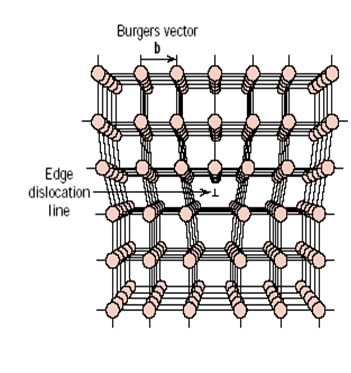 Burgers vector
b
Edge
dislocation
line
⊥